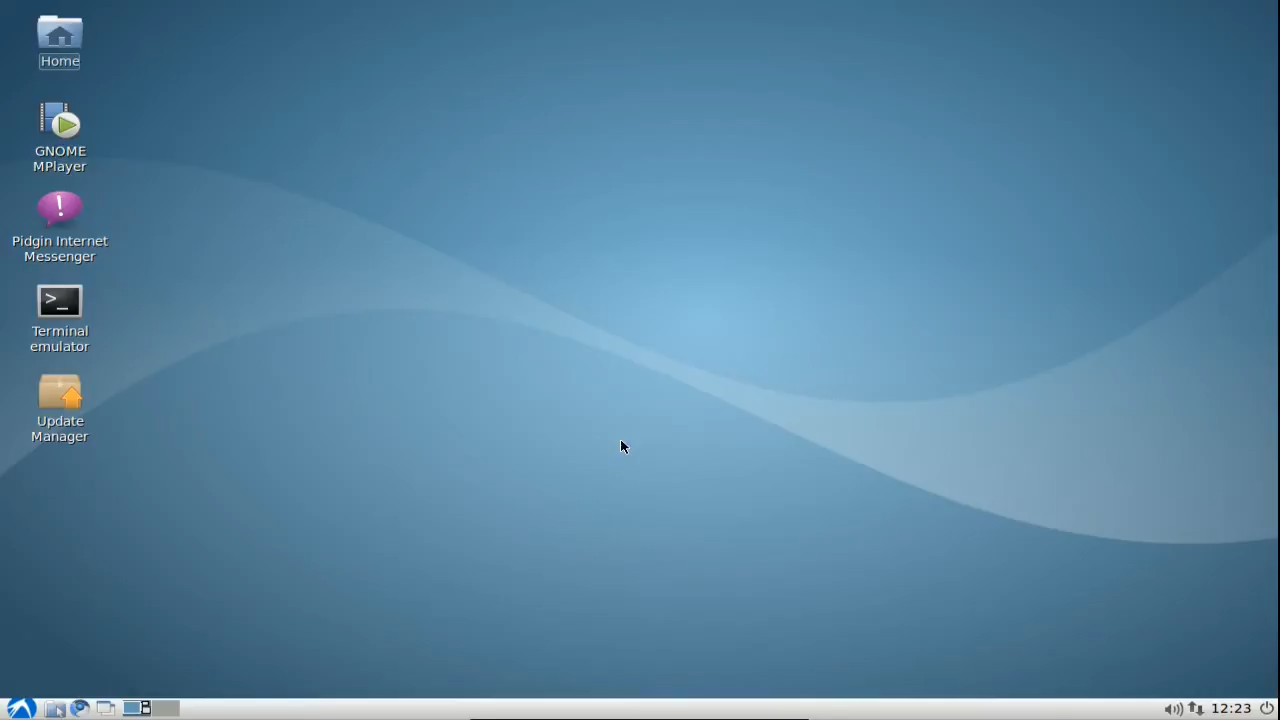 Home
GNOME
MPlayer
Pidgin Internet
Messenger
>_
Terminal
emulator
Update
Manager
12:23